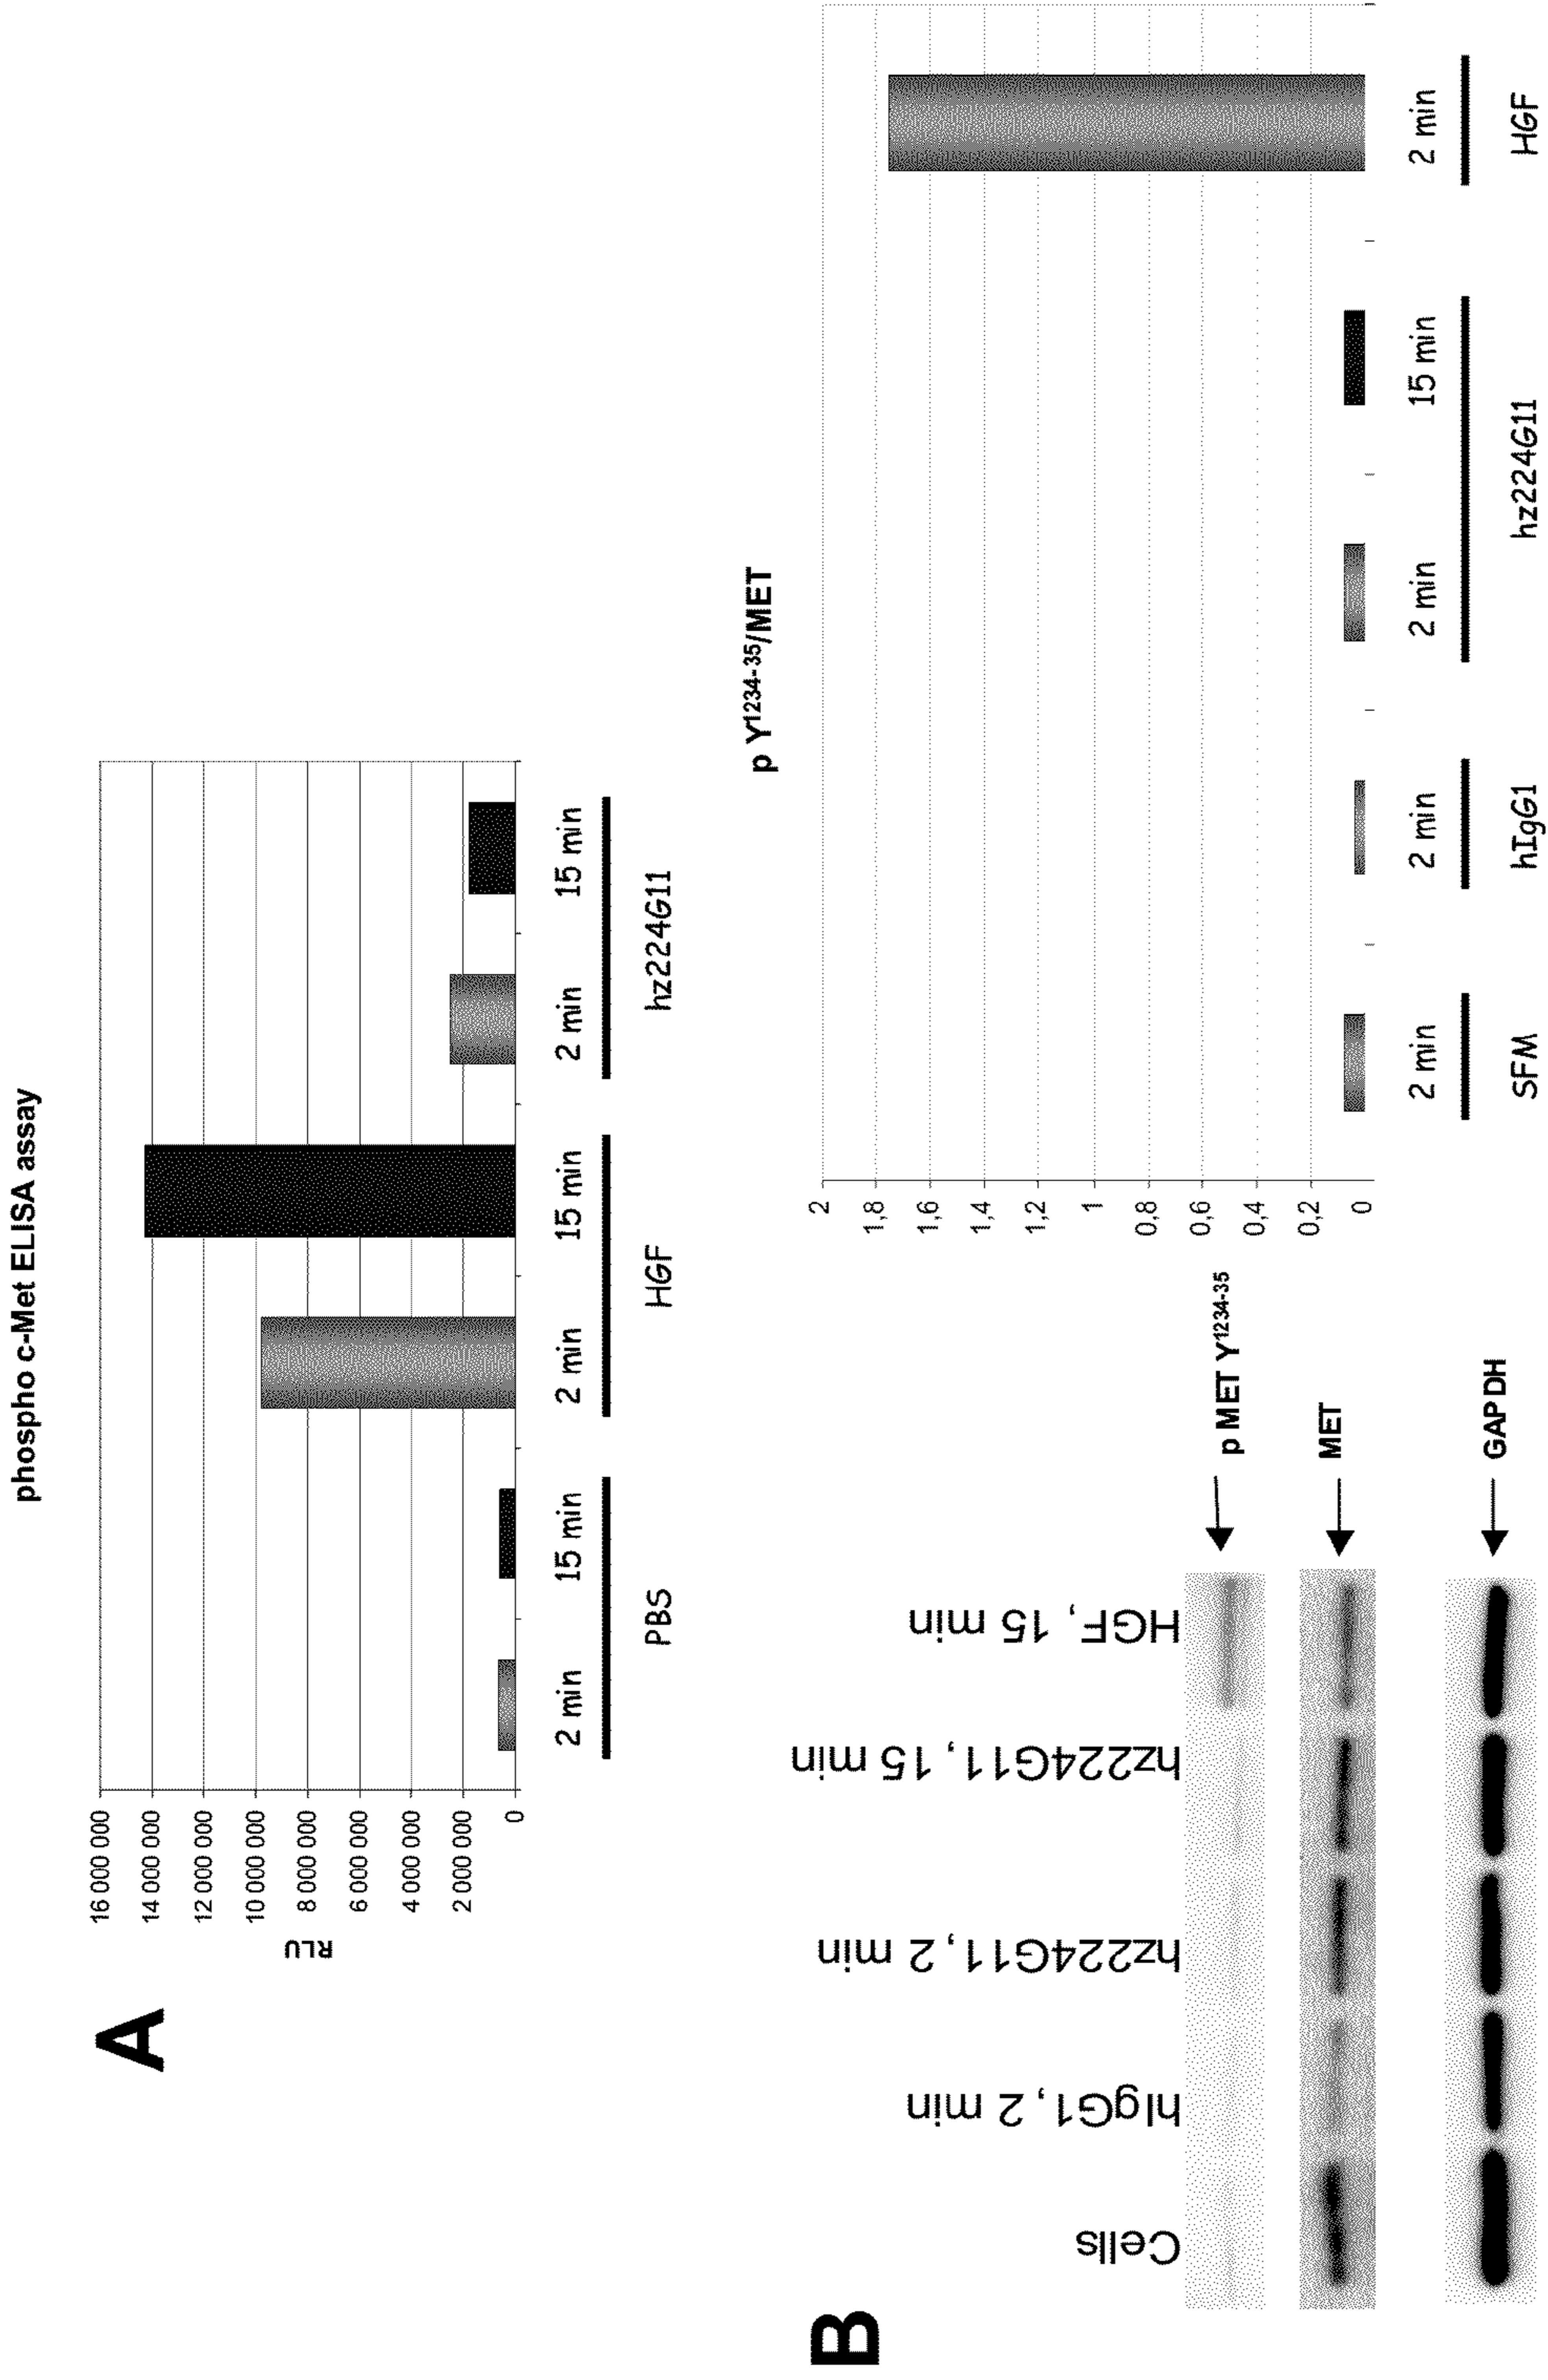 A
phospho c-Met ELISA assay
RLU
16 000 000
14 000 000
12 000 000
10 000 000
8 000 000
6 000 000
4 000 000
2 000 000
0
2 min 15 min 2 min 15 min 2 min 15 min
PBS HGF hz224G11
B
Cells
hIgG1, 2 min
hz224G11, 2 min
hz224G11, 15 min
HGF, 15 min
p MET Y1234-35
MET
GAPDH
p Y1234-35/MET
2
1,8
1,6
1,4
1,2
1
0,8
0,6
0,4
0,2
0
2 min 2 min 2 min 15 min 2 min
SFM hIgG1 hz224G11 HGF